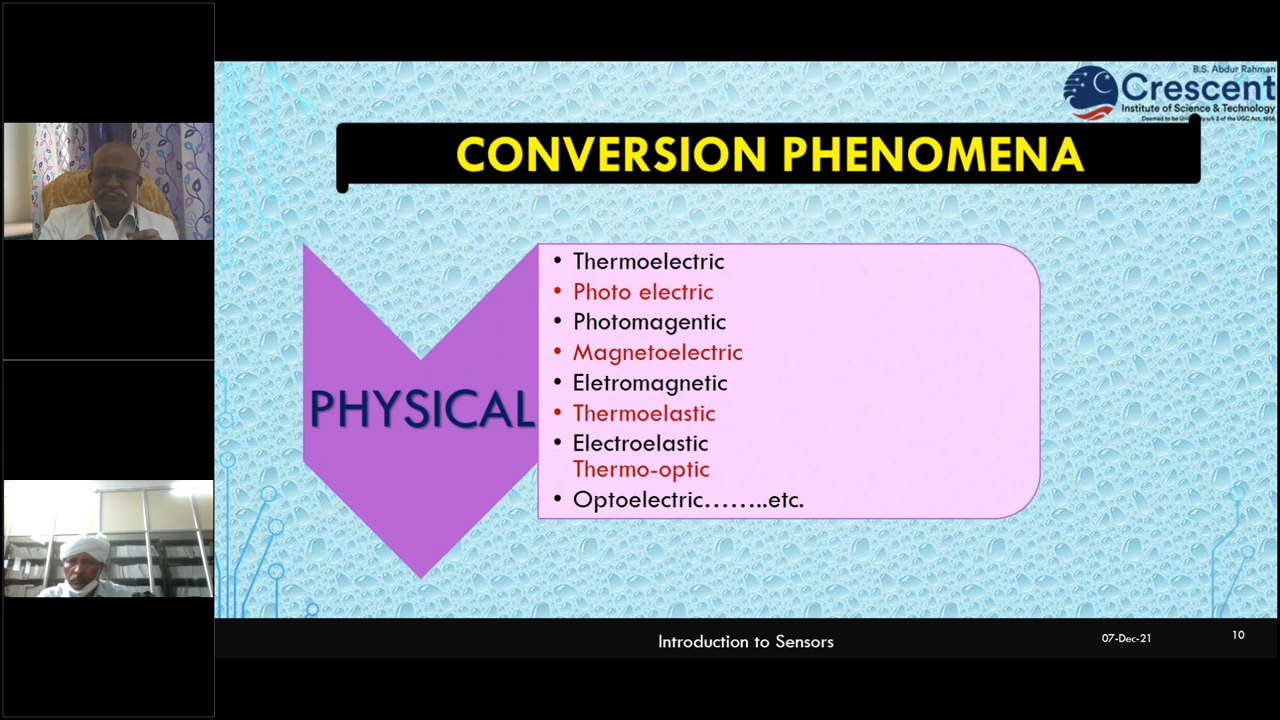 B.S. Abdur Rahman
Crescent
Institute of Science & Technology
CONVERSION PHENOMENA
PHYSICAL
• Thermoelectric
• Photo electric
• Photomagentic
• Magnetoelectric
• Eletromagnetic
• Thermoelastic
• Electroelastic
Thermo-optic
• Optoelectric……..etc.
Introduction to Sensors
07-Dec-21
10